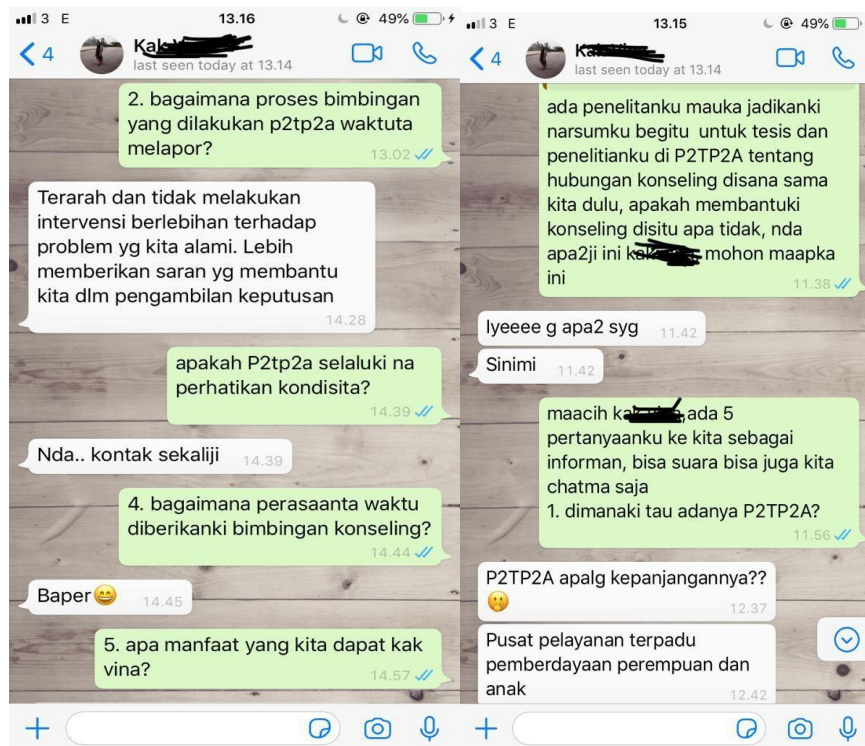 3 E 13.16 49%
4
Kak
last seen today at 13.14
2. bagaimana proses bimbingan
yang dilakukan p2tp2a waktuta
melapor?
13.02
Terarah dan tidak melakukan
intervensi berlebihan terhadap
problem yg kita alami. Lebih
memberikan saran yg membantu
kita dlm pengambilan keputusan
14.28
apakah P2tp2a selaluki na
perhatikan kondisita?
14.39
Nda.. kontak sekaliji
14.39
4. bagaimana perasaanta waktu
diberikanki bimbingan konseling?
14.44
Baper😄
14.45
5. apa manfaat yang kita dapat kak
vina?
14.57
3 E 13.15 49%
4
last seen today at 13.14
ada penelitanku mauka jadikanki
narsumku begitu untuk tesis dan
penelitianku di P2TP2A tentang
hubungan konseling disana sama
kita dulu, apakah membantuki
konseling disitu apa tidak, nda
apa2ji ini mohon maapka
ini
11.38
Iyeeee g apa2 syg
11.42
Sinimi
11.42
maacih ,ada 5
pertanyaanku ke kita sebagai
informan, bisa suara bisa juga kita
chatma saja
1. dimanaki tau adanya P2TP2A?
11.56
P2TP2A apalg kepanjangannya??
🤭
12.37
Pusat pelayanan terpadu
pemberdayaan perempuan dan
anak
12.42